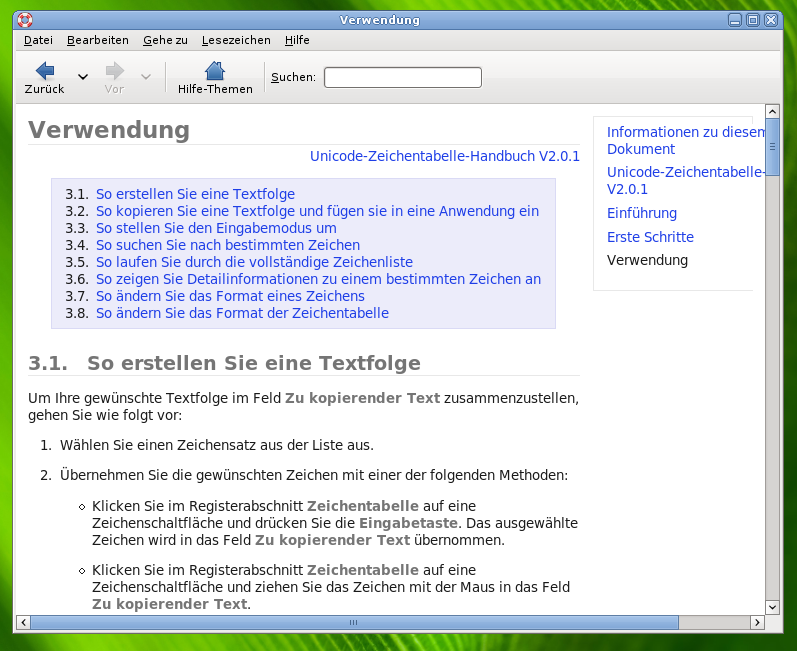 Verwendung
Datei Bearbeiten Gehe zu Lesezeichen Hilfe
Zurück Vor Hilfe-Themen Suchen:
Verwendung
Unicode-Zeichentabelle-Handbuch V2.0.1
3.1. So erstellen Sie eine Textfolge
3.2. So kopieren Sie eine Textfolge und fügen sie in eine Anwendung ein
3.3. So stellen Sie den Eingabemodus um
3.4. So suchen Sie nach bestimmten Zeichen
3.5. So laufen Sie durch die vollständige Zeichenliste
3.6. So zeigen Sie Detailinformationen zu einem bestimmten Zeichen an
3.7. So ändern Sie das Format eines Zeichens
3.8. So ändern Sie das Format der Zeichentabelle
3.1. So erstellen Sie eine Textfolge
Um Ihre gewünschte Textfolge im Feld Zu kopierender Text zusammenzustellen,
gehen Sie wie folgt vor:
1. Wählen Sie einen Zeichensatz aus der Liste aus.
2. Übernehmen Sie die gewünschten Zeichen mit einer der folgenden Methoden:
Klicken Sie im Registerabschnitt Zeichentabelle auf eine
Zeichenschaltfläche und drücken Sie die Eingabetaste. Das ausgewählte
Zeichen wird in das Feld Zu kopierender Text übernommen.
Klicken Sie im Registerabschnitt Zeichentabelle auf eine
Zeichenschaltfläche und ziehen Sie das Zeichen mit der Maus in das Feld
Zu kopierender Text.
Informationen zu diesem
Dokument
Unicode-Zeichentabelle-
V2.0.1
Einführung
Erste Schritte
Verwendung